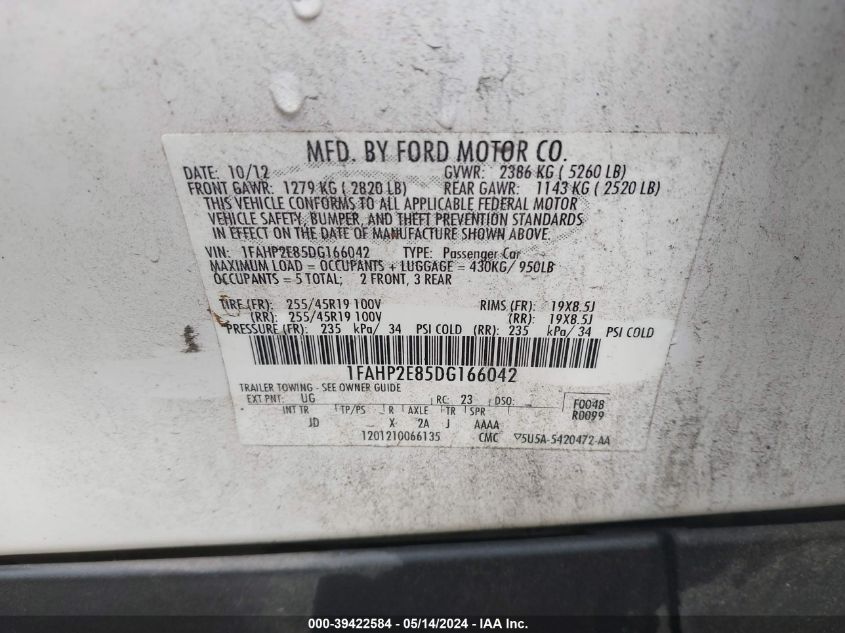 MFD. BY FORD MOTOR CO.
DATE: 10/12 GVWR: 2386 KG ( 5260 LB)
FRONT GAWR: 1279 KG ( 2820 LB) REAR GAWR: 1143 KG ( 2520 LB)
THIS VEHICLE CONFORMS TO ALL APPLICABLE FEDERAL MOTOR
VEHICLE SAFETY, BUMPER, AND THEFT PREVENTION STANDARDS
IN EFFECT ON THE DATE OF MANUFACTURE SHOWN ABOVE.
VIN: 1FAHP2E85DG166042 TYPE: Passenger Car
MAXIMUM LOAD = OCCUPANTS + LUGGAGE = 430KG/ 950LB
OCCUPANTS = 5 TOTAL; 2 FRONT, 3 REAR
TIRE (FR): 255/45R19 100V RIMS (FR): 19X8.5J
(RR): 255/45R19 100V (RR): 19X8.5J
PRESSURE (FR): 235 kPa/ 34 PSI COLD (RR): 235 kPa/ 34 PSI COLD
1FAHP2E85DG166042
TRAILER TOWING - SEE OWNER GUIDE
EXT PNT: UG RC: 23 DSO: F0048
R0099
INT TR TP/PS R AXLE TR SPR
JD X 2A J AAAA
1201210066135 CMC ▽5U5A-5420472-AA
000-39422584 - 05/14/2024 - IAA Inc.